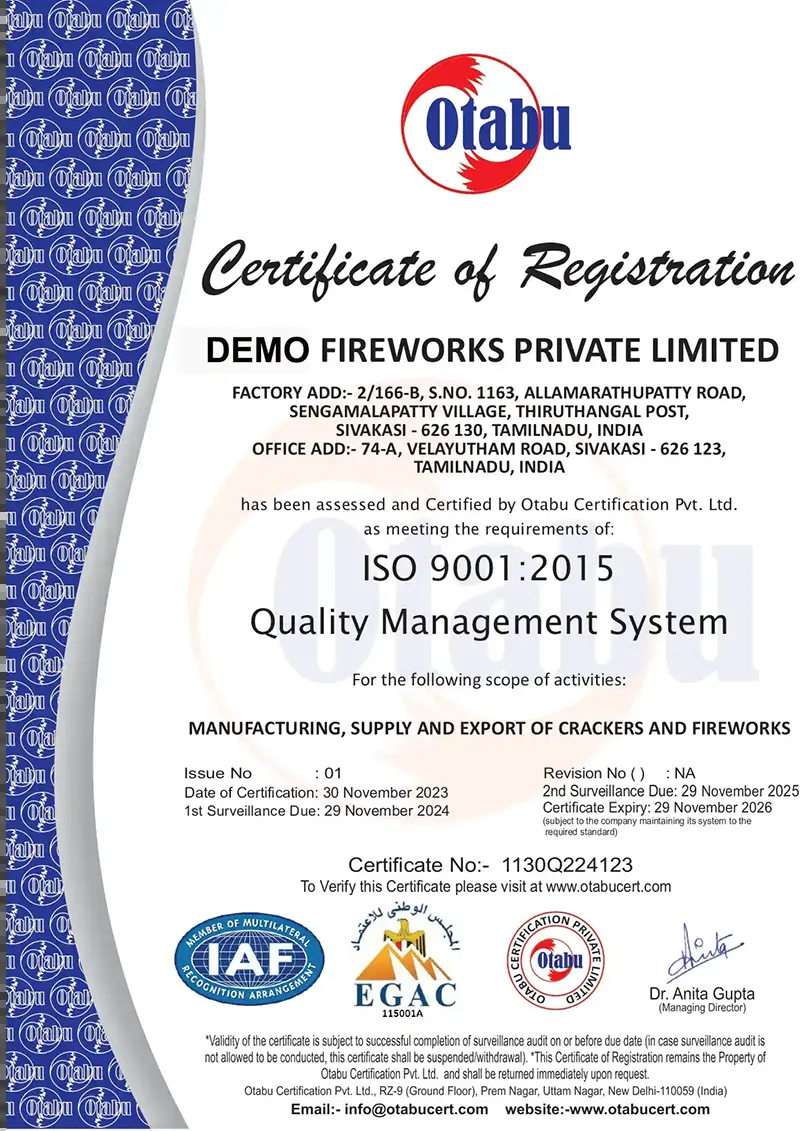 Otabu
Certificate of Registration
DEMO FIREWORKS PRIVATE LIMITED
FACTORY ADD:- 2/166-B, S.NO. 1163, ALLAMARATHUPATTY ROAD,
SENGAMALAPATTY VILLAGE, THIRUTHANGAL POST,
SIVAKASI - 626 130, TAMILNADU, INDIA
OFFICE ADD:- 74-A, VELAYUTHAM ROAD, SIVAKASI - 626 123,
TAMILNADU, INDIA
has been assessed and Certified by Otabu Certification Pvt. Ltd.
as meeting the requirements of:
ISO 9001:2015
Quality Management System
For the following scope of activities:
MANUFACTURING, SUPPLY AND EXPORT OF CRACKERS AND FIREWORKS
Issue No : 01
Date of Certification: 30 November 2023
1st Surveillance Due: 29 November 2024
Revision No ( ) : NA
2nd Surveillance Due: 29 November 2025
Certificate Expiry: 29 November 2026
(subject to the company maintaining its system to the
required standard)
Certificate No:- 1130Q224123
To Verify this Certificate please visit at www.otabucert.com
MEMBER OF MULTILATERAL
IAF
RECOGNITION ARRANGEMENT
المجلس الوطنى للاعتماد
EGAC
115001A
OTABU CERTIFICATION PRIVATE LIMITED
Otabu
Anita
Dr. Anita Gupta
(Managing Director)
*Validity of the certificate is subject to successful completion of surveillance audit on or before due date (in case surveillance audit is
not allowed to be conducted, this certificate shall be suspended/withdrawal). *This Certificate of Registration remains the Property of
Otabu Certification Pvt. Ltd. and shall be returned immediately upon request.
Otabu Certification Pvt. Ltd., RZ-9 (Ground Floor), Prem Nagar, Uttam Nagar, New Delhi-110059 (India)
Email:- info@otabucert.com website:-www.otabucert.com